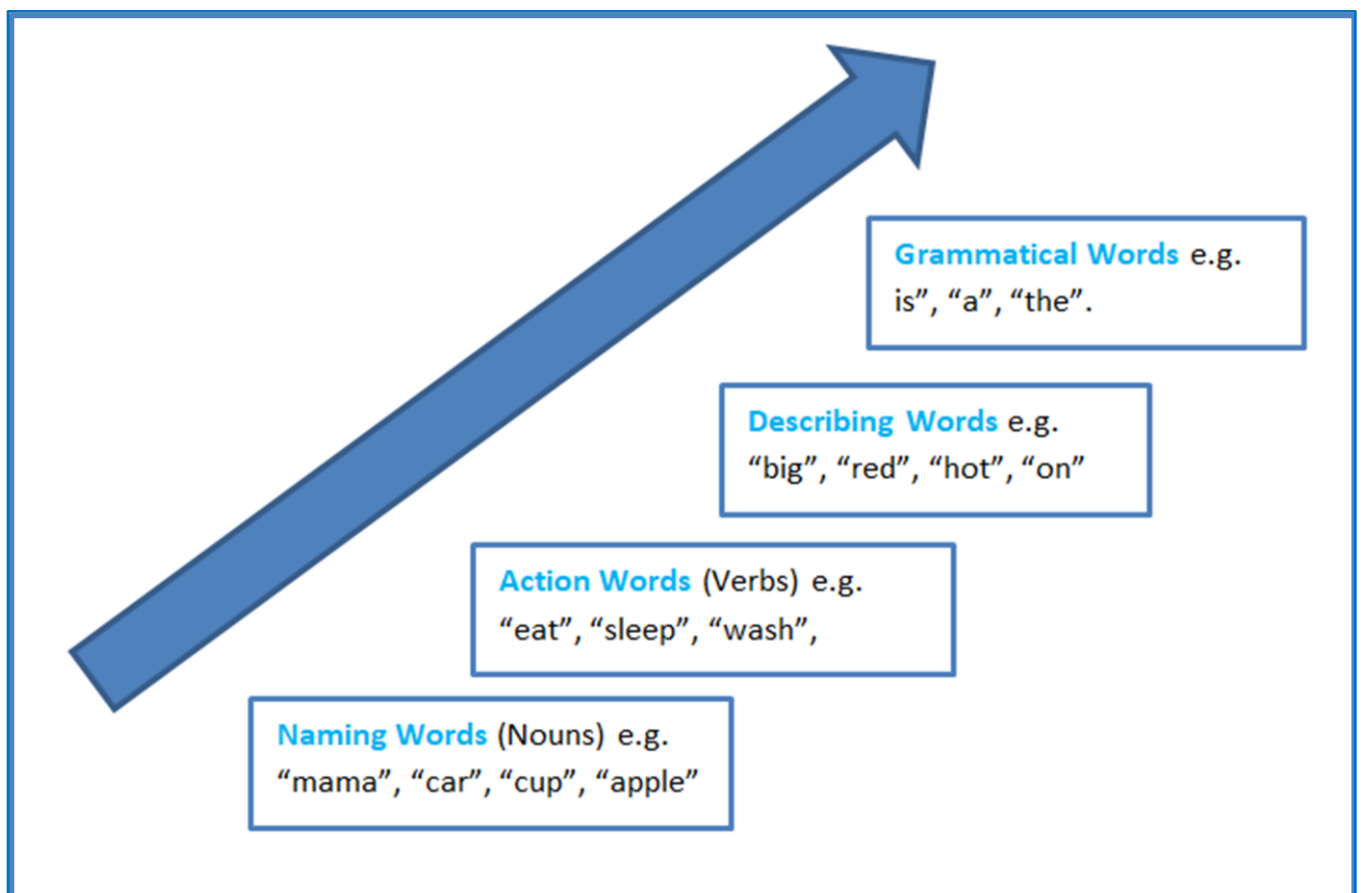 Grammatical Words e.g.
is”, “a”, “the”.
Describing Words e.g.
“big”, “red”, “hot”, “on”
Action Words (Verbs) e.g.
“eat”, “sleep”, “wash”,
Naming Words (Nouns) e.g.
“mama”, “car”, “cup”, “apple”